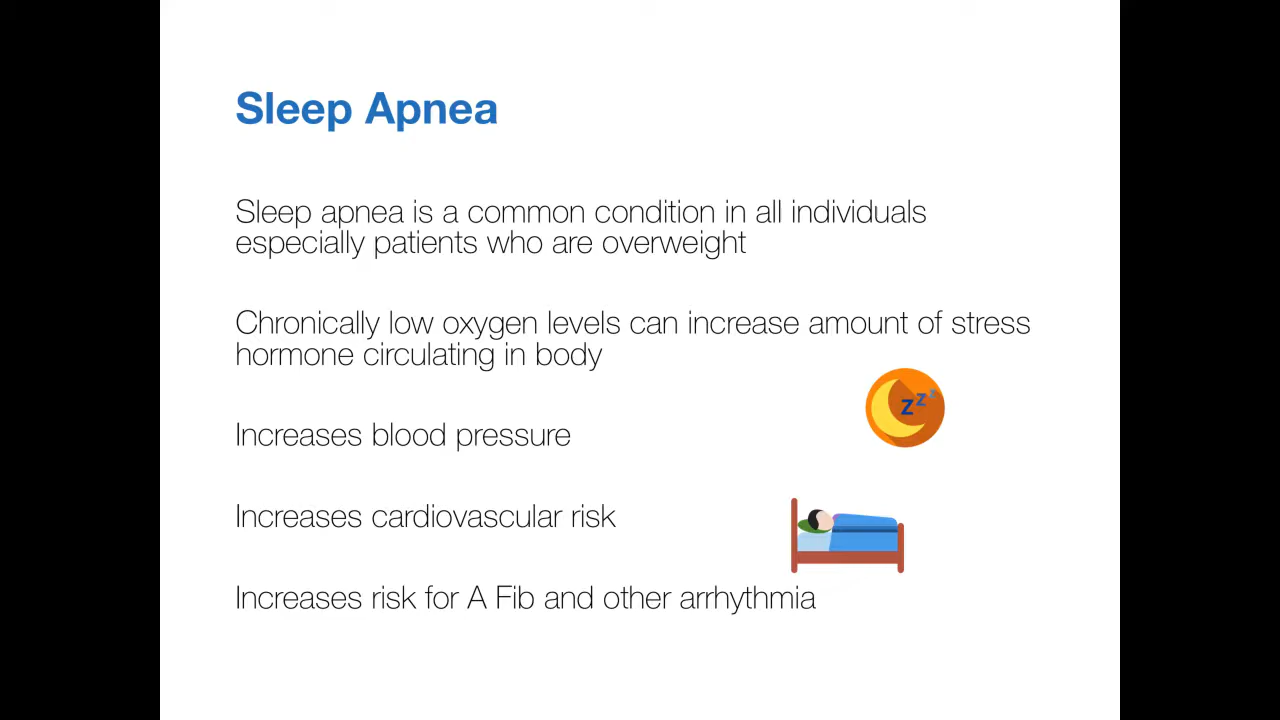 Sleep Apnea
Sleep apnea is a common condition in all individuals
especially patients who are overweight
Chronically low oxygen levels can increase amount of stress
hormone circulating in body
z z z
Increases blood pressure
Increases cardiovascular risk
Increases risk for A Fib and other arrhythmia